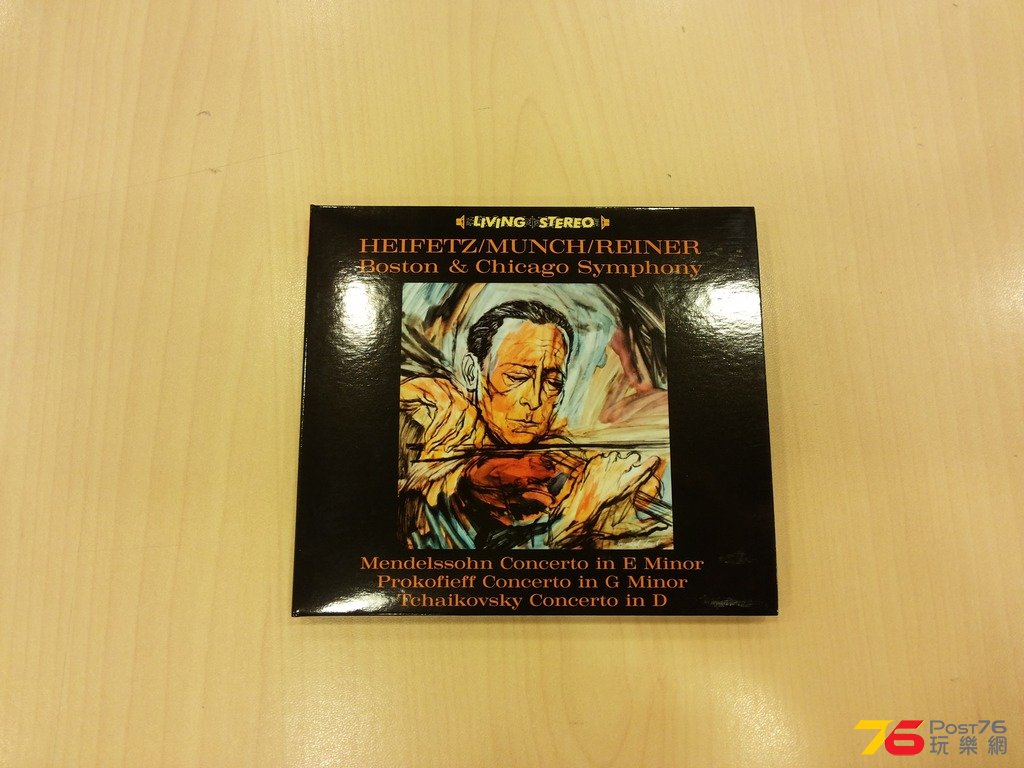 LIVING STEREO
HEIFETZ/MUNCH/REINER
Boston & Chicago Symphony
Mendelssohn Concerto in E Minor
Prokofieff Concerto in G Minor
Tchaikovsky Concerto in D
76 POST76
玩樂網